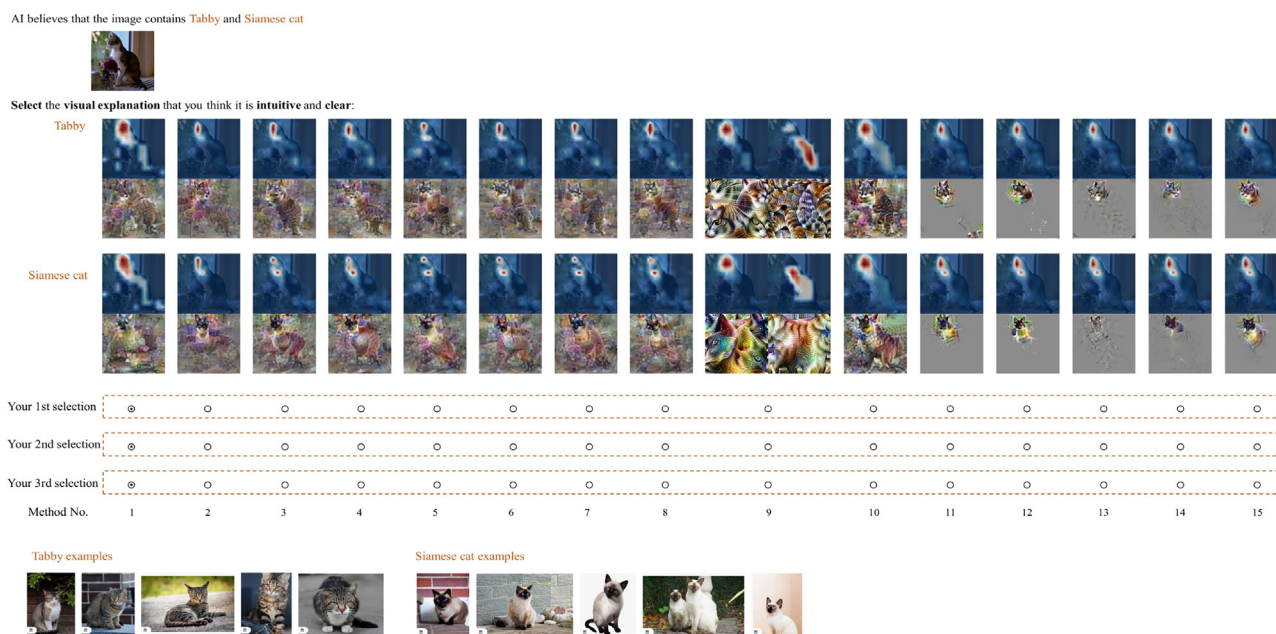 AI believes that the image contains Tabby and Siamese cat
Select the visual explanation that you think it is intuitive and clear:
Tabby
Siamese cat
Your 1st selection
Your 2nd selection
Your 3rd selection
Method No. 1 2 3 4 5 6 7 8 9 10 11 12 13 14 15
Tabby examples
Siamese cat examples